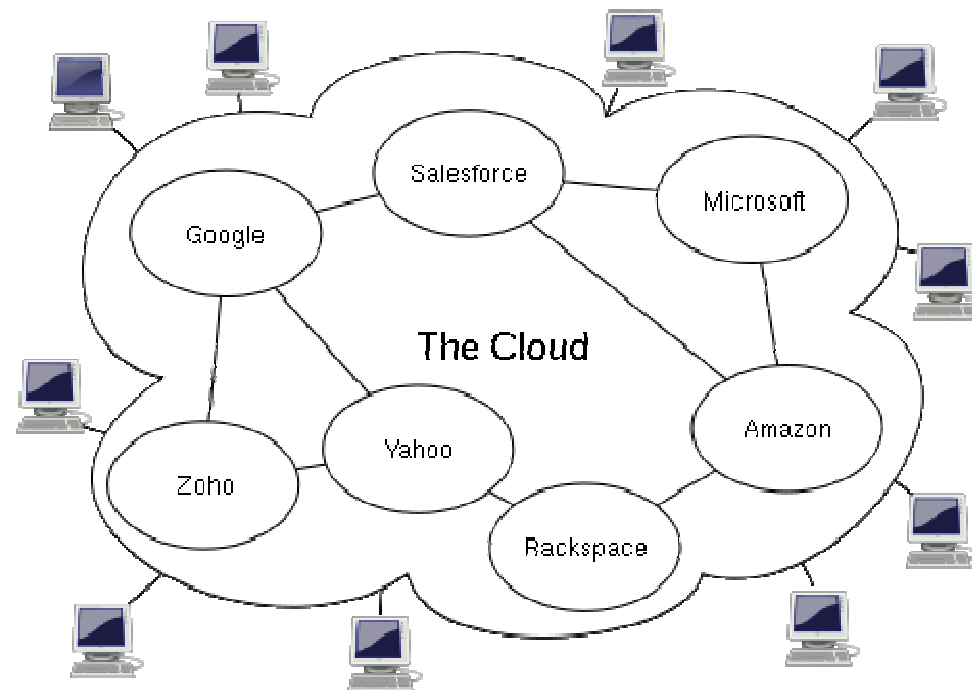 Salesforce
Microsoft
Google
The Cloud
Amazon
Yahoo
Zoho
Rackspace